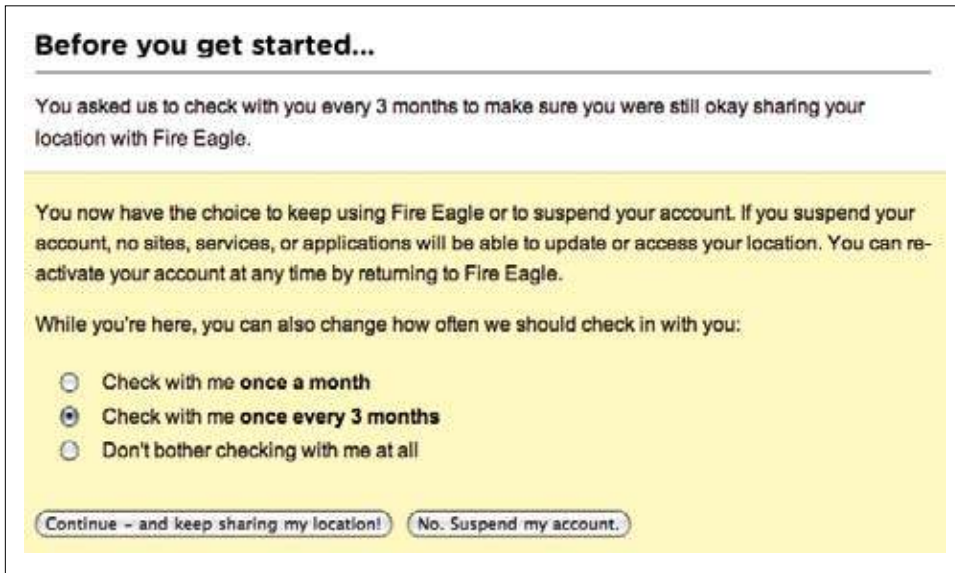 Before you get started...
You asked us to check with you every 3 months to make sure you were still okay sharing your
location with Fire Eagle.
You now have the choice to keep using Fire Eagle or to suspend your account. If you suspend your
account, no sites, services, or applications will be able to update or access your location. You can re-
activate your account at any time by returning to Fire Eagle.
While you're here, you can also change how often we should check in with you:
Check with me once a month
Check with me once every 3 months
Don't bother checking with me at all
Continue – and keep sharing my location! No. Suspend my account.